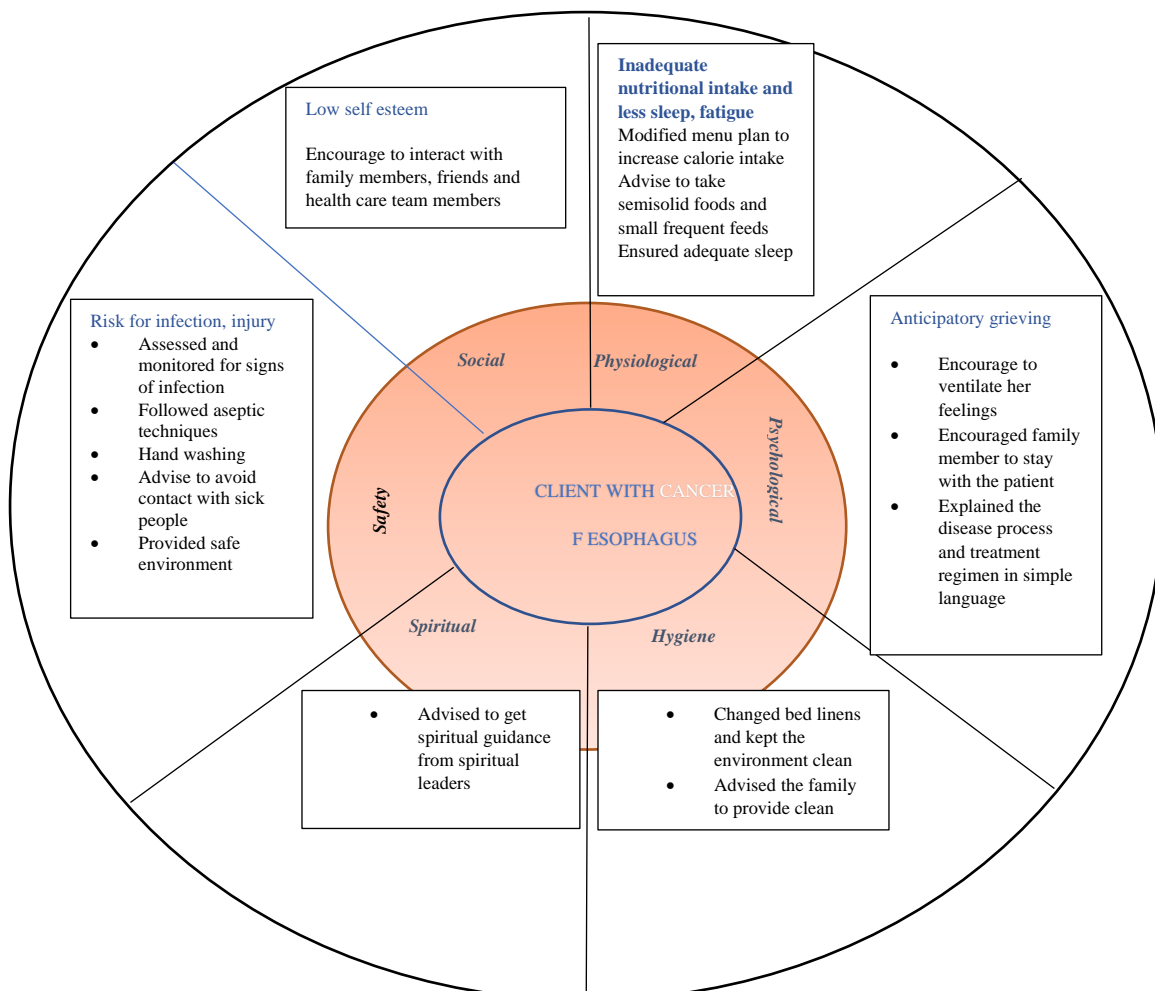 Inadequate
nutritional intake and
less sleep, fatigue
Modified menu plan to
increase calorie intake
Advise to take
semisolid foods and
small frequent feeds
Ensured adequate sleep
Low self esteem
Encourage to interact with
family members, friends and
health care team members
Risk for infection, injury
• Assessed and
monitored for signs
of infection
• Followed aseptic
techniques
• Hand washing
• Advise to avoid
contact with sick
people
• Provided safe
environment
Anticipatory grieving
• Encourage to
ventilate her
feelings
• Encouraged family
member to stay
with the patient
• Explained the
disease process
and treatment
regimen in simple
language
Social
Physiological
Psychological
Safety
CLIENT WITH CANCER
F ESOPHAGUS
Spiritual
Hygiene
• Advised to get
spiritual guidance
from spiritual
leaders
• Changed bed linens
and kept the
environment clean
• Advised the family
to provide clean